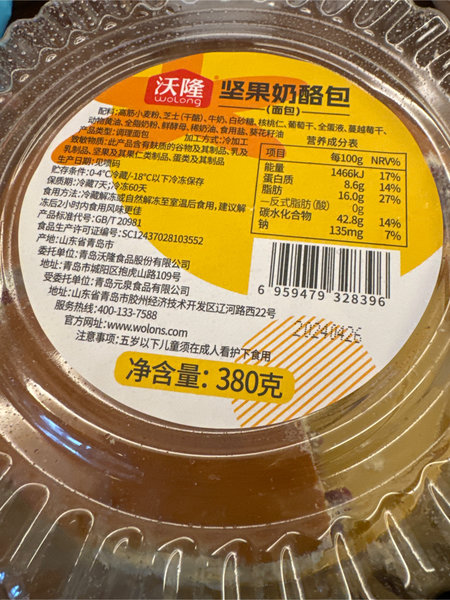 沃隆
wolong
坚果奶酪包
(面包)
配料:高筋小麦粉、芝士(干酪)、牛奶、白砂糖、核桃仁、葡萄干、全蛋液、蔓越莓干、
动物黄油、全脂奶粉、鲜酵母、稀奶油、食用盐、葵花籽油
产品类型:调理面包 加工方式:冷加工
致敏物质:此产品含有麸质的谷物及其制品、乳及
乳制品、坚果及其果仁类制品、蛋类及其制品
生产日期:见喷码
贮存条件:0-4℃冷藏/-18℃以下冷冻保存
保质期:冷藏7天;冷冻60天
食用方法:冷藏解冻或自然解冻至室温后食用,建议解
冻后2小时内食用风味更佳
产品标准代号:GB/T 20981
食品生产许可证编号:SC12437028103552
产地:山东省青岛市
委托单位:青岛沃隆食品股份有限公司
地址:青岛市城阳区抱虎山路109号
受委托单位:青岛元泉食品有限公司
地址:山东省青岛市胶州经济技术开发区辽河路西22号
服务热线:400-133-7588
官方网址:www.wolons.com
注意事项:五岁以下儿童须在成人看护下食用
营养成分表
项目 每100g NRV%
能量 1466kJ 17%
蛋白质 8.6g 14%
脂肪 16.0g 27%
—反式脂肪(酸) 0g
碳水化合物 42.8g 14%
钠 135mg 7%
6 959479 328396
20240426
净含量: 380克